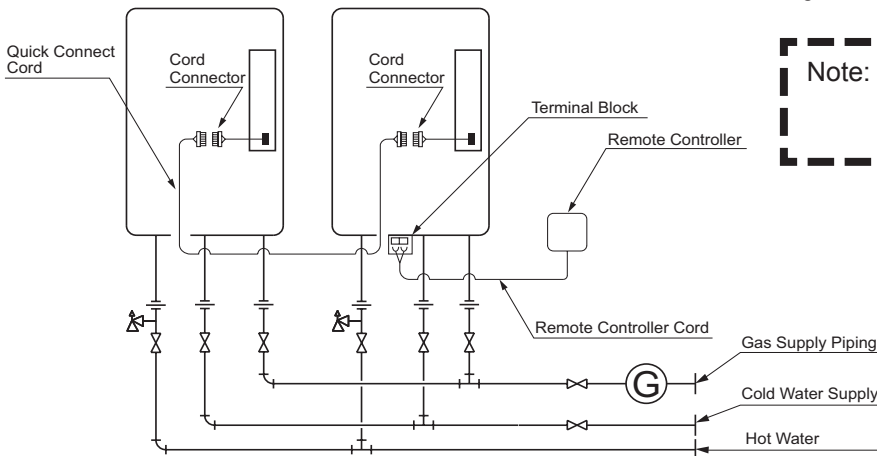 Quick Connect
Cord
Cord
Connector
Cord
Connector
Terminal Block
Remote Controller
Note:
Remote Controller Cord
Gas Supply Piping
G
Cold Water Supply
Hot Water